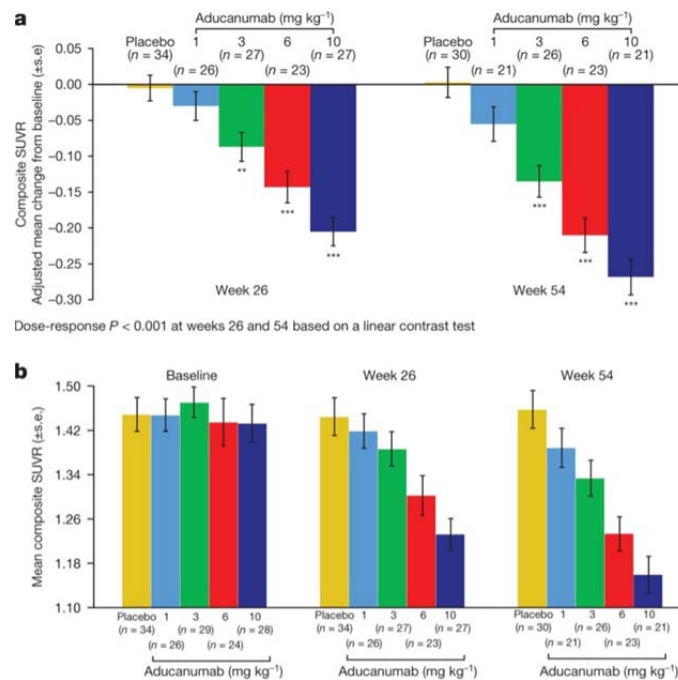 a
Aducanumab (mg kg⁻¹)
Placebo 1 3 6 10
(n = 34) (n = 27) (n = 27)
(n = 26) (n = 23)
Aducanumab (mg kg⁻¹)
Placebo 1 3 6 10
(n = 30) (n = 26) (n = 21)
(n = 21) (n = 23)
Composite SUVR
Adjusted mean change from baseline (±s.e)
0.05
0.00
−0.05
−0.10
−0.15
−0.20
−0.25
−0.30
**
***
***
***
***
***
Week 26
Week 54
Dose-response P < 0.001 at weeks 26 and 54 based on a linear contrast test
b
Mean composite SUVR (±s.e.)
1.50
1.42
1.34
1.26
1.18
1.10
Baseline
Placebo 1 3 6 10
(n = 34) (n = 29) (n = 28)
(n = 26) (n = 24)
Aducanumab (mg kg⁻¹)
Week 26
Placebo 1 3 6 10
(n = 34) (n = 27) (n = 27)
(n = 26) (n = 23)
Aducanumab (mg kg⁻¹)
Week 54
Placebo 1 3 6 10
(n = 30) (n = 26) (n = 21)
(n = 21) (n = 23)
Aducanumab (mg kg⁻¹)